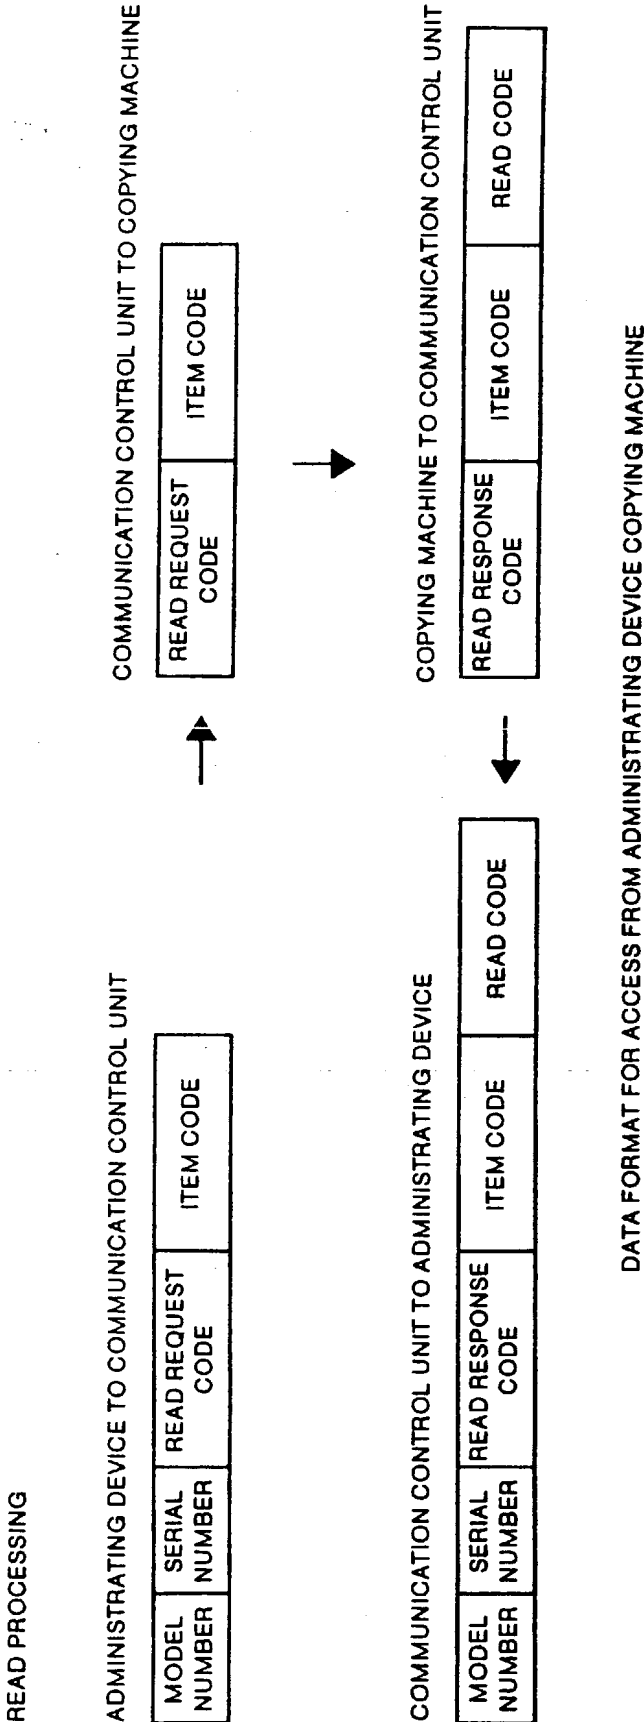 READ PROCESSING
ADMINISTRATING DEVICE TO COMMUNICATION CONTROL UNIT
MODEL
NUMBER
SERIAL
NUMBER
READ REQUEST
CODE
ITEM CODE
COMMUNICATION CONTROL UNIT TO COPYING MACHINE
READ REQUEST
CODE
ITEM CODE
COMMUNICATION CONTROL UNIT TO ADMINISTRATING DEVICE
MODEL
NUMBER
SERIAL
NUMBER
READ RESPONSE
CODE
ITEM CODE
READ CODE
COPYING MACHINE TO COMMUNICATION CONTROL UNIT
READ RESPONSE
CODE
ITEM CODE
READ CODE
DATA FORMAT FOR ACCESS FROM ADMINISTRATING DEVICE COPYING MACHINE